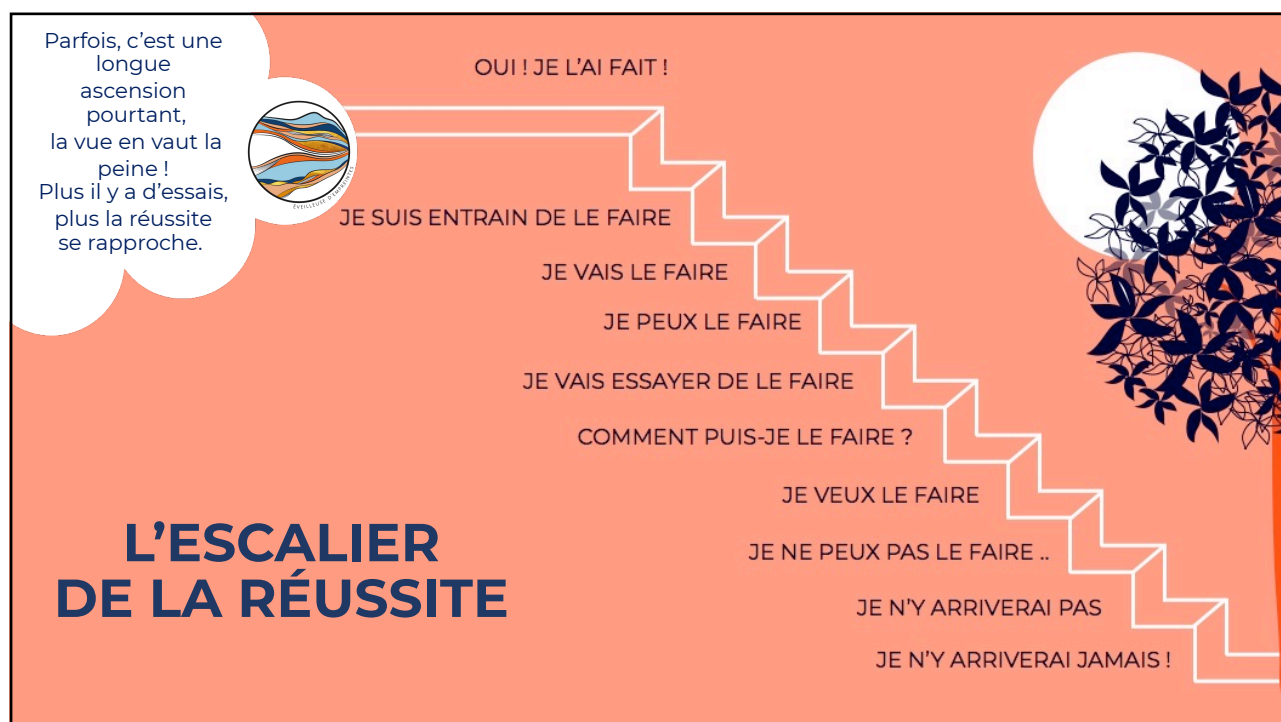 Parfois, c'est une
longue
ascension
pourtant,
la vue en vaut la
peine !
Plus il y a d'essais,
plus la réussite
se rapproche.
ÉVEILLEUSE D'EMPREINTES
OUI ! JE L'AI FAIT !
JE SUIS ENTRAIN DE LE FAIRE
JE VAIS LE FAIRE
JE PEUX LE FAIRE
JE VAIS ESSAYER DE LE FAIRE
COMMENT PUIS-JE LE FAIRE ?
JE VEUX LE FAIRE
JE NE PEUX PAS LE FAIRE ..
JE N'Y ARRIVERAI PAS
JE N'Y ARRIVERAI JAMAIS !
L'ESCALIER
DE LA RÉUSSITE